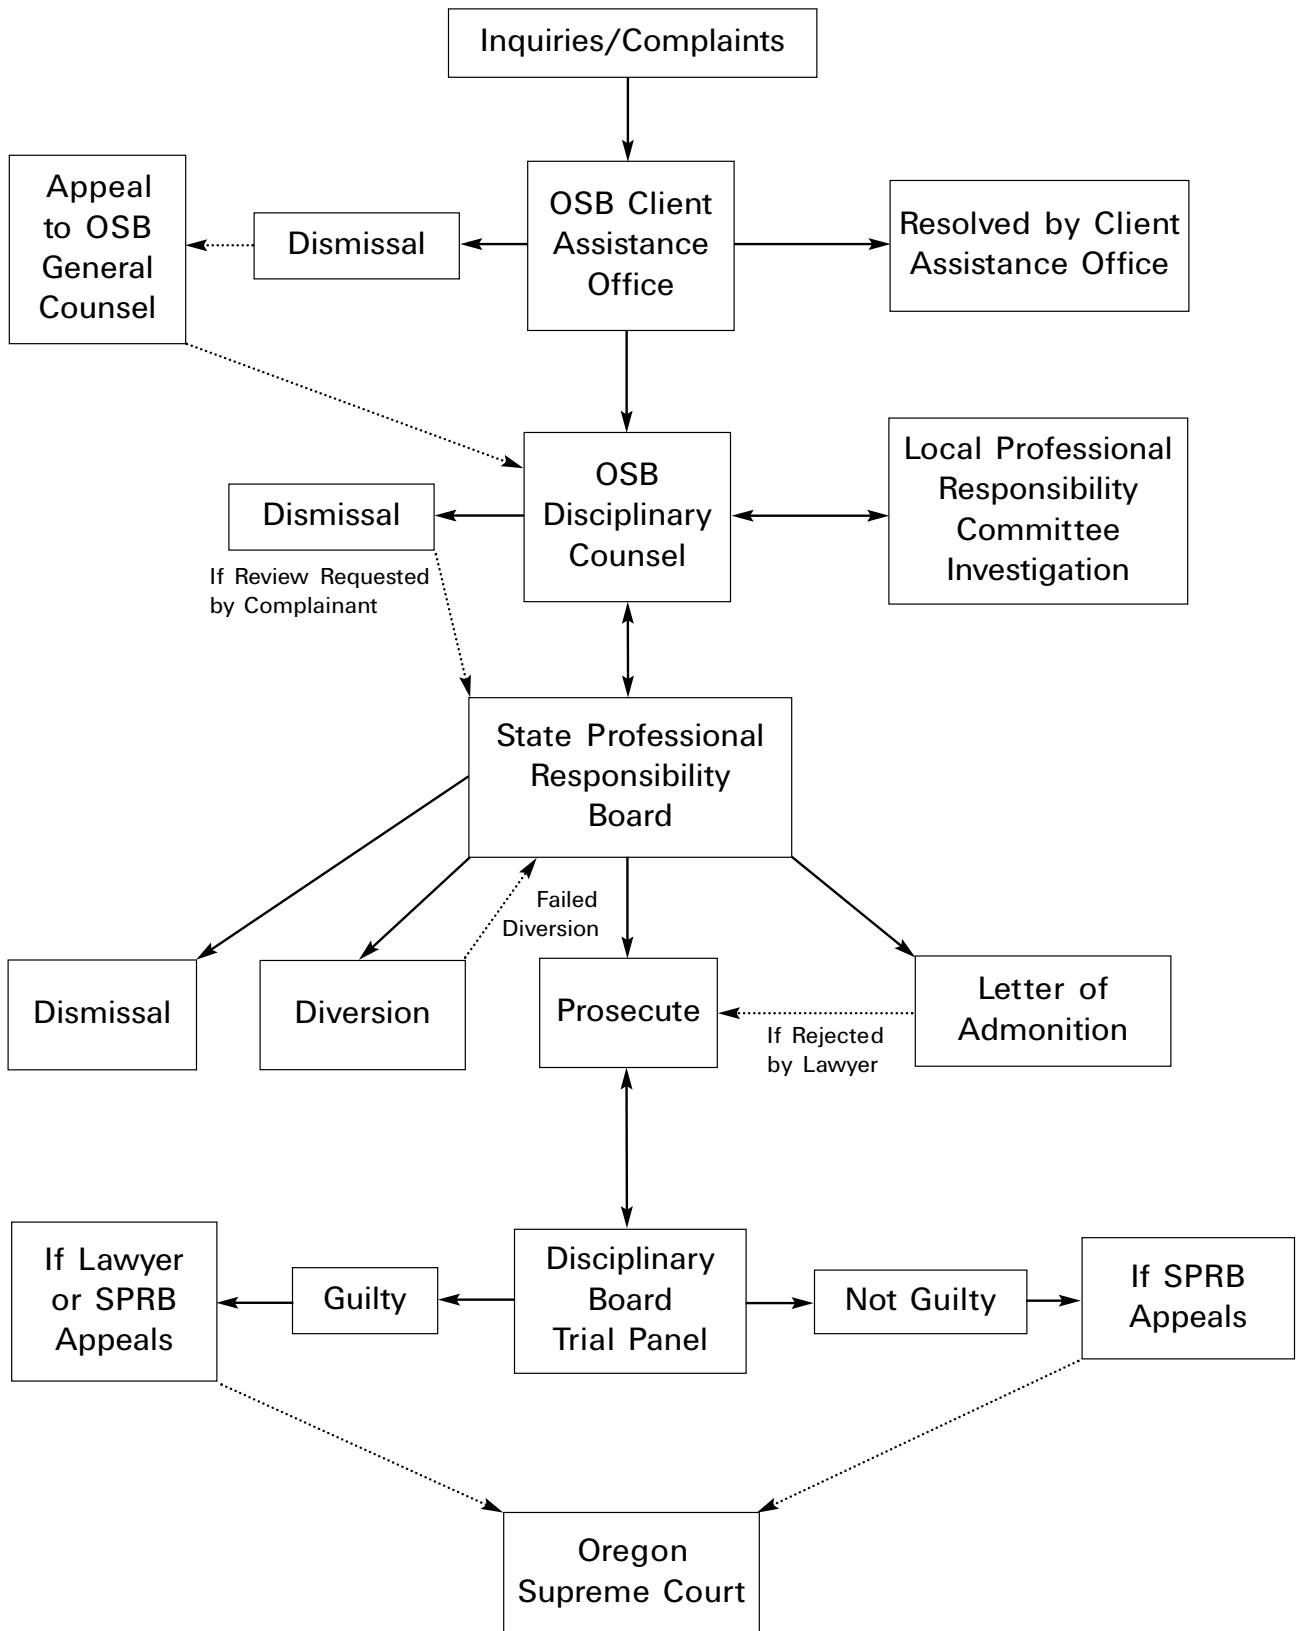 Inquiries/Complaints
Appeal
to OSB
General
Counsel
Dismissal
OSB Client
Assistance
Office
Resolved by Client
Assistance Office
Dismissal
If Review Requested
by Complainant
OSB
Disciplinary
Counsel
Local Professional
Responsibility
Committee
Investigation
State Professional
Responsibility
Board
Failed
Diversion
Dismissal
Diversion
Prosecute
If Rejected
by Lawyer
Letter of
Admonition
If Lawyer
or SPRB
Appeals
Guilty
Disciplinary
Board
Trial Panel
Not Guilty
If SPRB
Appeals
Oregon
Supreme Court